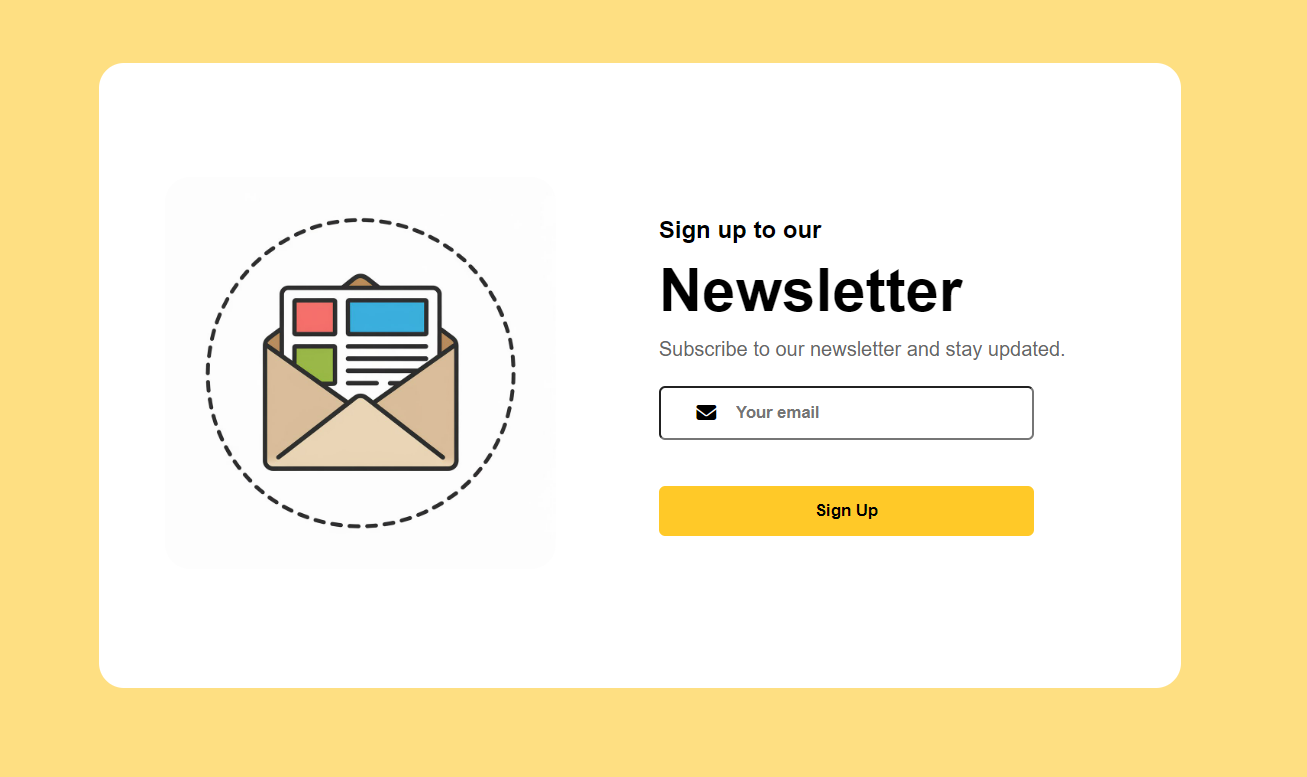 Sign up to our
Newsletter
Subscribe to our newsletter and stay updated.
Your email
Sign Up